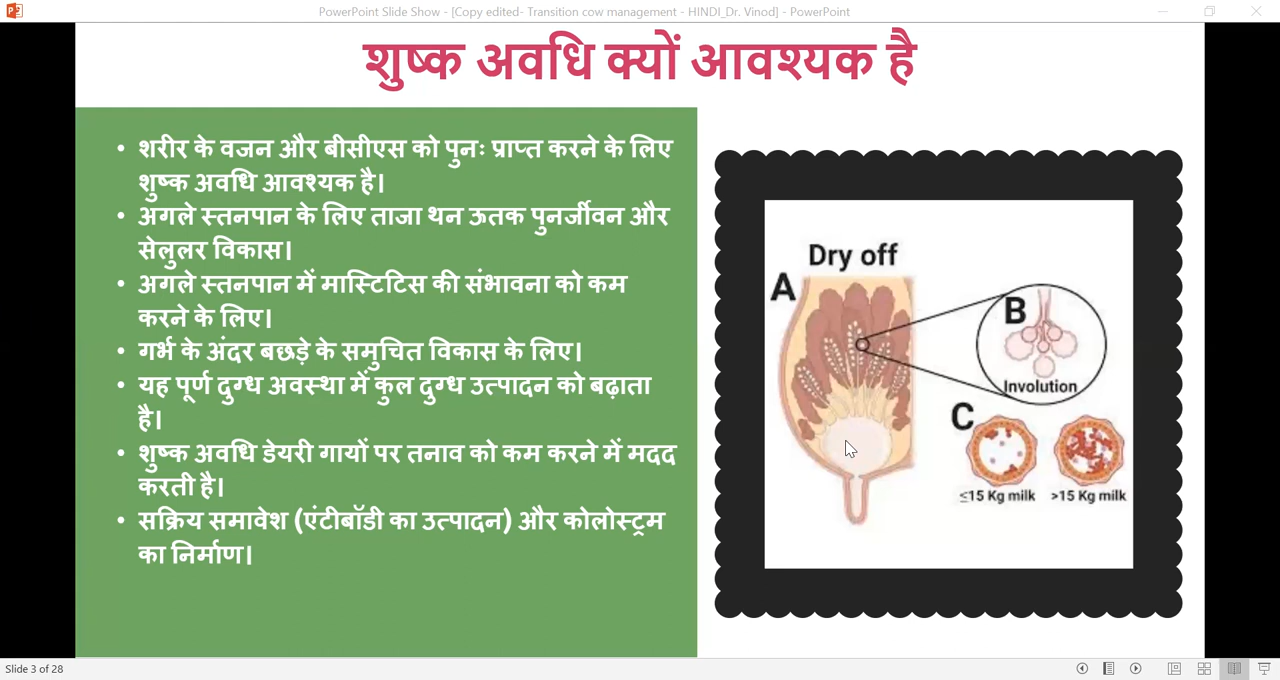 PowerPoint Slide Show - [Copy edited- Transition cow management - HINDI_Dr. Vinod] - PowerPoint
शुष्क अवधि क्यों आवश्यक है
• शरीर के वजन और बीसीएस को पुनः प्राप्त करने के लिए
शुष्क अवधि आवश्यक है।
• अगले स्तनपान के लिए ताजा थन ऊतक पुनर्जीवन और
सेलुलर विकास।
• अगले स्तनपान में मास्टिटिस की संभावना को कम
करने के लिए।
• गर्भ के अंदर बछड़े के समुचित विकास के लिए।
• यह पूर्ण दुग्ध अवस्था में कुल दुग्ध उत्पादन को बढ़ाता
है।
• शुष्क अवधि डेयरी गायों पर तनाव को कम करने में मदद
करती है।
• सक्रिय समावेश (एंटीबॉडी का उत्पादन) और कोलोस्ट्रम
का निर्माण।
Dry off
A
B
Involution
C
≤15 Kg milk >15 Kg milk
Slide 3 of 28